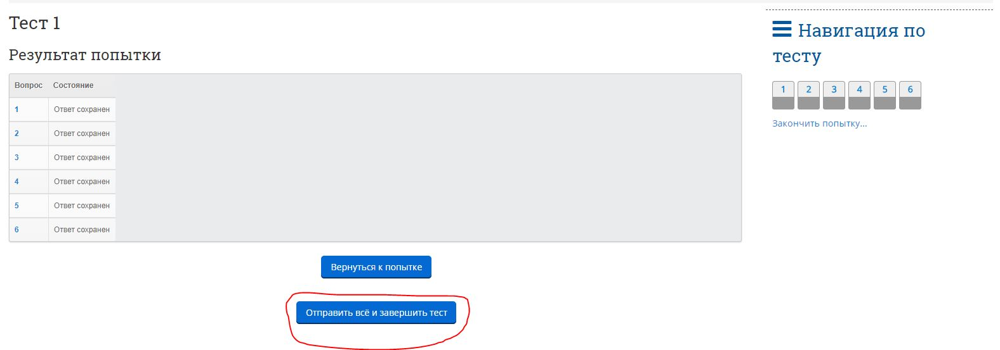 Тест 1
Результат попытки
Вопрос Состояние
1 Ответ сохранен
2 Ответ сохранен
3 Ответ сохранен
4 Ответ сохранен
5 Ответ сохранен
6 Ответ сохранен
Вернуться к попытке
Отправить всё и завершить тест
Навигация по
тесту
1 2 3 4 5 6
Закончить попытку...